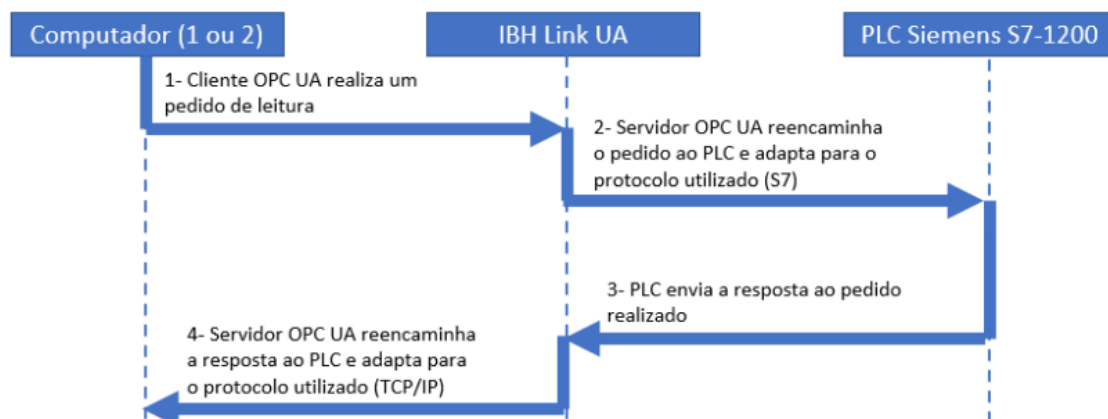 Computador (1 ou 2)
IBH Link UA
PLC Siemens S7-1200
1- Cliente OPC UA realiza um
pedido de leitura
2- Servidor OPC UA reencaminha
o pedido ao PLC e adapta para o
protocolo utilizado (S7)
3- PLC envia a resposta ao pedido
realizado
4- Servidor OPC UA reencaminha
a resposta ao PLC e adapta para
o protocolo utilizado (TCP/IP)